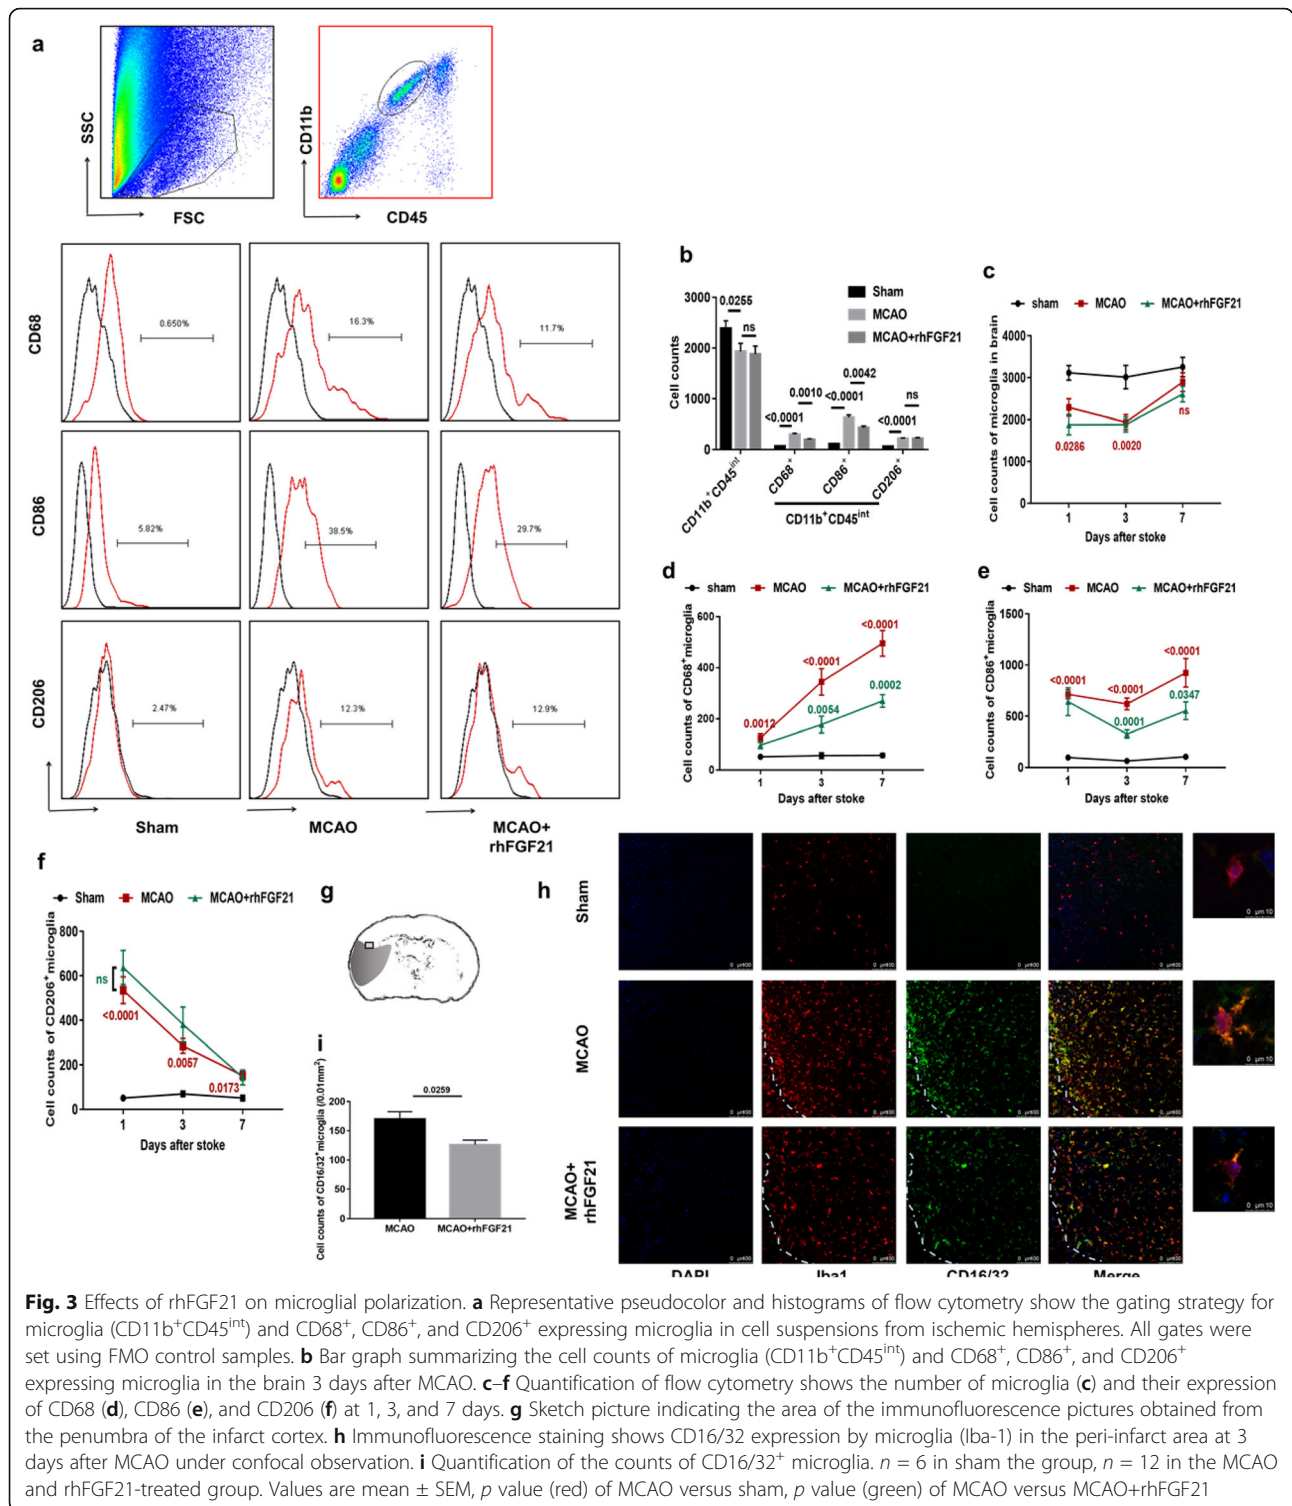 a
SSC
FSC
CD11b
CD45
CD68
0.650%
16.3%
11.7%
CD86
5.82%
38.5%
29.7%
CD206
2.47%
12.3%
12.9%
Sham
MCAO
MCAO+
rhFGF21
b
Sham
MCAO
MCAO+rhFGF21
Cell counts
3000
2000
1000
0
0.0255
ns
<0.0001
0.0010
<0.0001
0.0042
<0.0001
ns
CD11b⁺CD45ⁱⁿᵗ
CD68⁺
CD86⁺
CD206⁺
CD11b⁺CD45ⁱⁿᵗ
c
sham MCAO MCAO+rhFGF21
Cell counts of microglia in brain
4000
3000
2000
1000
0
0.0286
0.0020
ns
1 3 7
Days after stoke
d
sham MCAO MCAO+rhFGF21
Cell counts of CD68⁺microglia
600
400
200
0
0.0012
<0.0001
<0.0001
0.0054
0.0002
1 3 7
Days after stoke
e
sham MCAO MCAO+rhFGF21
Cell counts of CD86⁺microglia
1500
1000
500
0
<0.0001
<0.0001
<0.0001
0.0001
0.0347
1 3 7
Days after stoke
f
Sham MCAO MCAO+rhFGF21
Cell counts of CD206⁺microglia
800
600
400
200
0
ns
<0.0001
0.0057
0.0173
1 3 7
Days after stoke
g
i
Cell counts of CD16/32⁺microglia (/0.01mm²)
200
150
100
50
0
0.0259
MCAO MCAO+rhFGF21
h
Sham
MCAO
MCAO+
rhFGF21
DAPI Iba1 CD16/32 Merge
Fig. 3 Effects of rhFGF21 on microglial polarization. a Representative pseudocolor and histograms of flow cytometry show the gating strategy for
microglia (CD11b⁺CD45ⁱⁿᵗ) and CD68⁺, CD86⁺, and CD206⁺ expressing microglia in cell suspensions from ischemic hemispheres. All gates were
set using FMO control samples. b Bar graph summarizing the cell counts of microglia (CD11b⁺CD45ⁱⁿᵗ) and CD68⁺, CD86⁺, and CD206⁺
expressing microglia in the brain 3 days after MCAO. c–f Quantification of flow cytometry shows the number of microglia (c) and their expression
of CD68 (d), CD86 (e), and CD206 (f) at 1, 3, and 7 days. g Sketch picture indicating the area of the immunofluorescence pictures obtained from
the penumbra of the infarct cortex. h Immunofluorescence staining shows CD16/32 expression by microglia (Iba-1) in the peri-infarct area at 3
days after MCAO under confocal observation. i Quantification of the counts of CD16/32⁺ microglia. n = 6 in sham the group, n = 12 in the MCAO
and rhFGF21-treated group. Values are mean ± SEM, p value (red) of MCAO versus sham, p value (green) of MCAO versus MCAO+rhFGF21